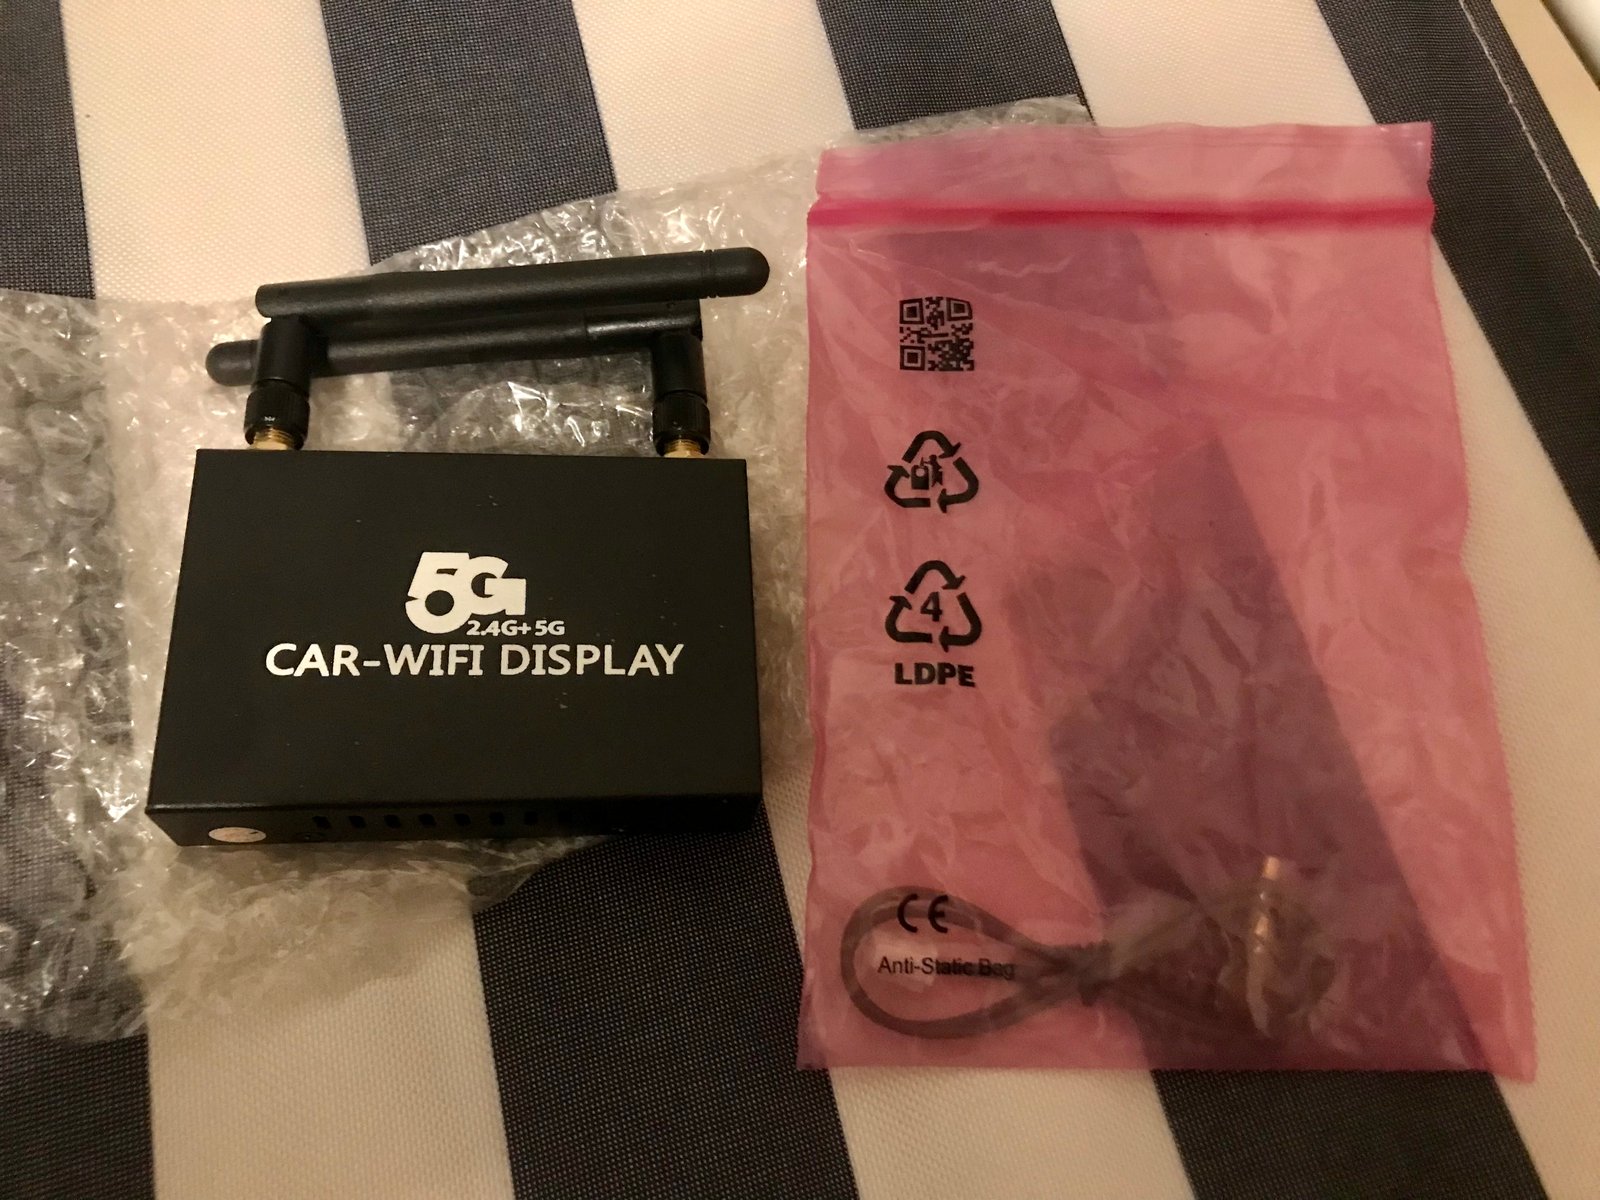 5G
2.4G+5G
CAR-WIFI DISPLAY
4
LDPE
CE
Anti-Static Bag